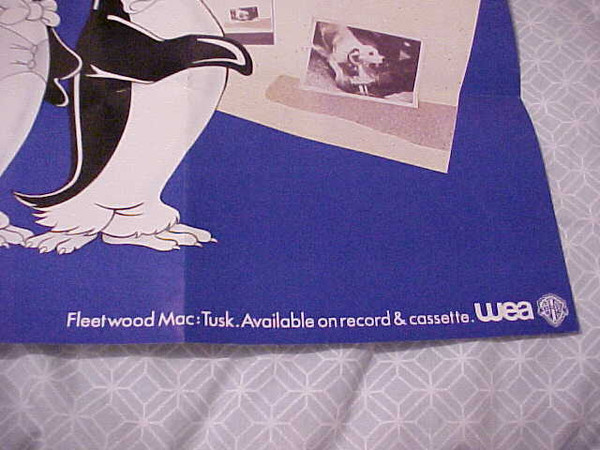 Fleetwood Mac: Tusk. Available on record & cassette. wea